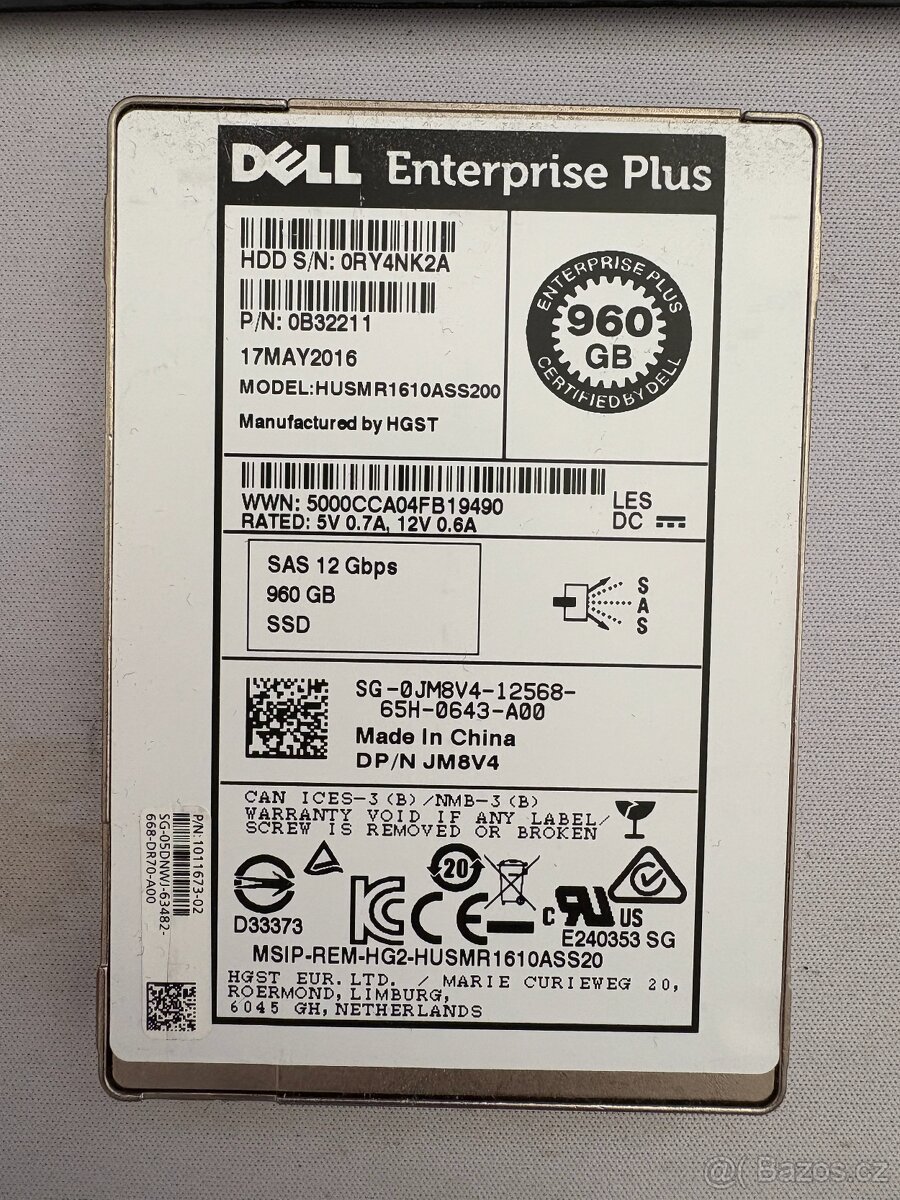 DELL Enterprise Plus
HDD S/N: 0RY4NK2A
P/N: 0B32211
17MAY2016
MODEL:HUSMR1610ASS200
Manufactured by HGST
ENTERPRISE PLUS
960
GB
CERTIFIED BY DELL
WWN: 5000CCA04FB19490
RATED: 5V 0.7A, 12V 0.6A
LES
DC
SAS 12 Gbps
960 GB
SSD
SAS
SG-0JM8V4-12568-
65H-0643-A00
Made In China
DP/N JM8V4
CAN ICES-3(B)/NMB-3(B)
WARRANTY VOID IF ANY LABEL/
SCREW IS REMOVED OR BROKEN
D33373
20
CE
C RU US
E240353 SG
MSIP-REM-HG2-HUSMR1610ASS20
HGST EUR.LTD. / MARIE CURIEWEG 20,
ROERMOND, LIMBURG,
6045 GH, NETHERLANDS
P/N:1011673-02
SG-05DNWJ-63482-
668-DR70-A00
@( Bazos.cz